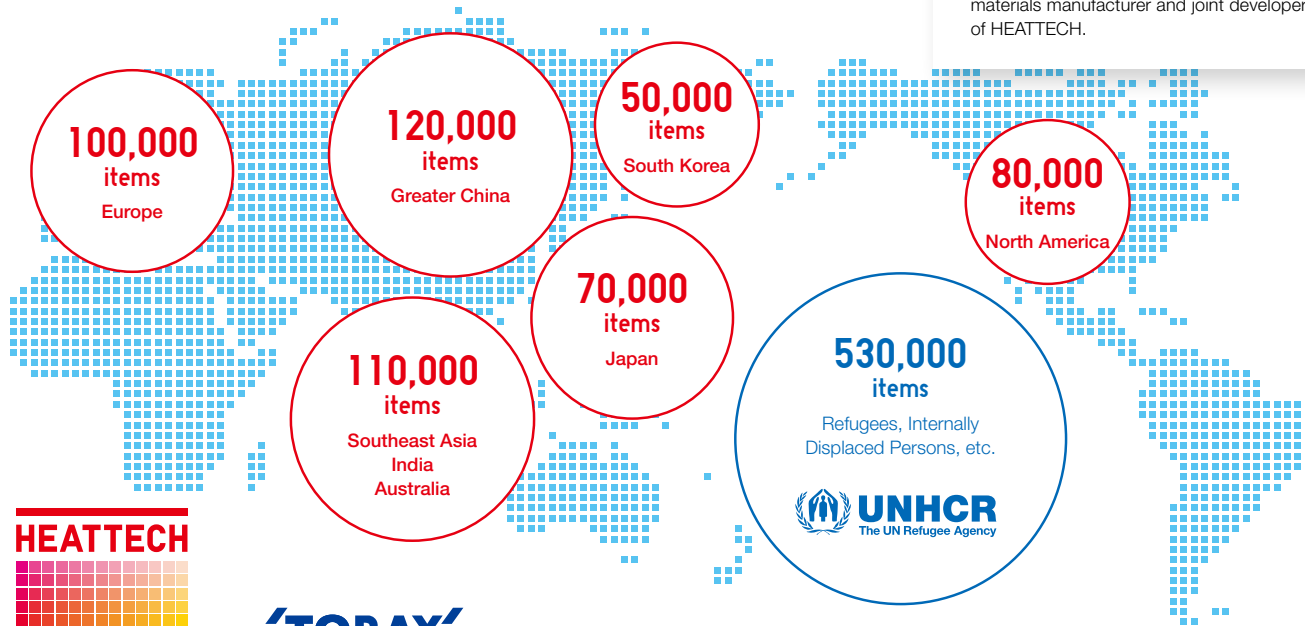 materials manufacturer and joint developer
of HEATTECH.
100,000
items
Europe
120,000
items
Greater China
50,000
items
South Korea
80,000
items
North America
70,000
items
Japan
110,000
items
Southeast Asia
India
Australia
530,000
items
Refugees, Internally
Displaced Persons, etc.
UNHCR
The UN Refugee Agency
HEATTECH
TORAY